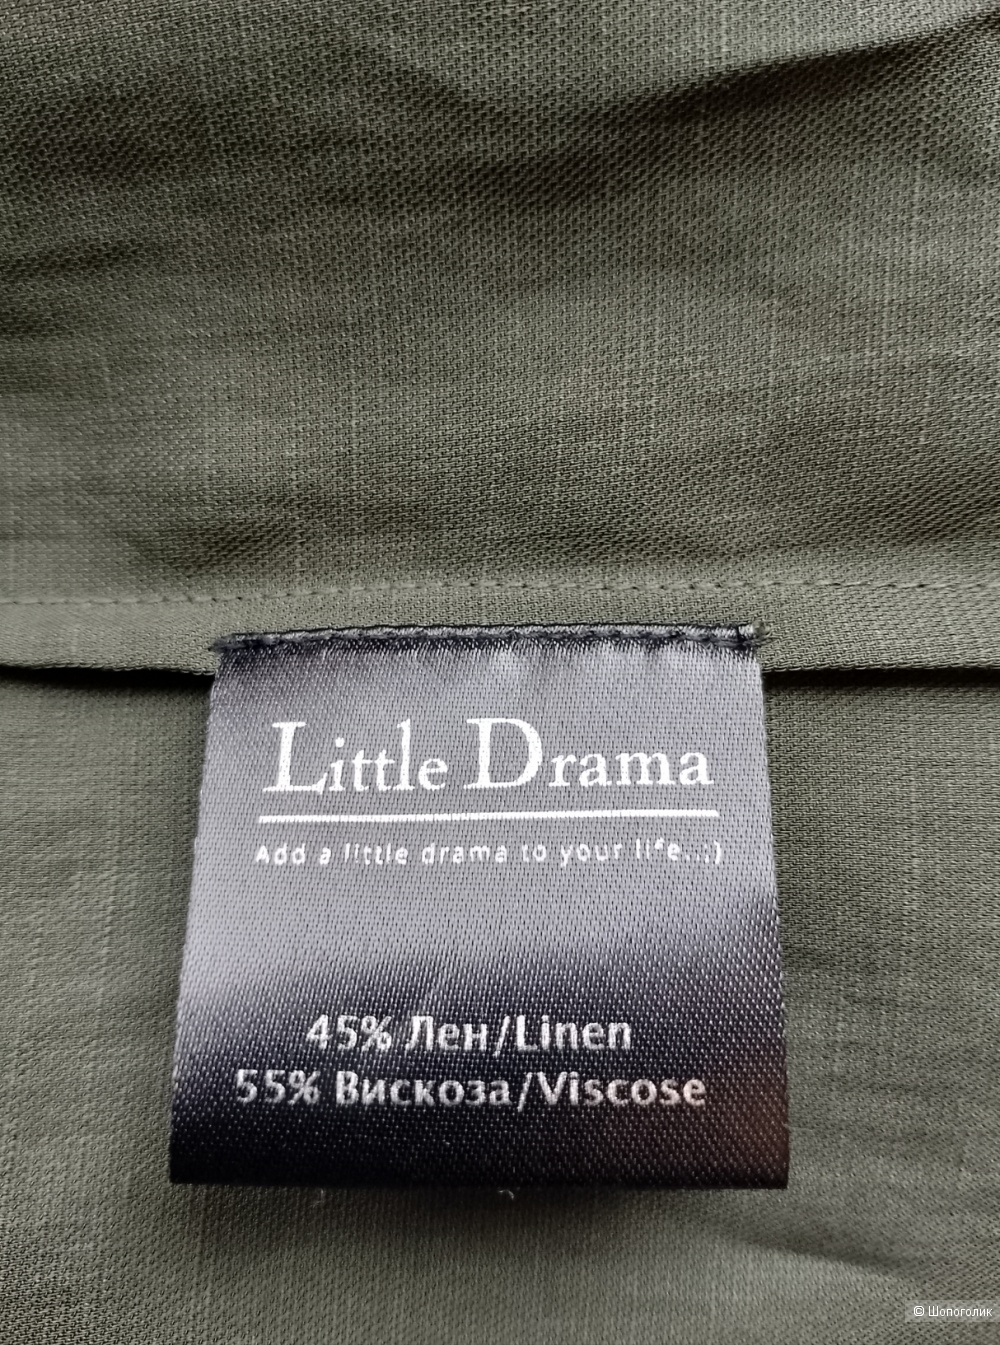 Little Drama
Add a little drama to your life..;)
45% Лен/Linen
55% Вискоза/Viscose
© Шопоголик